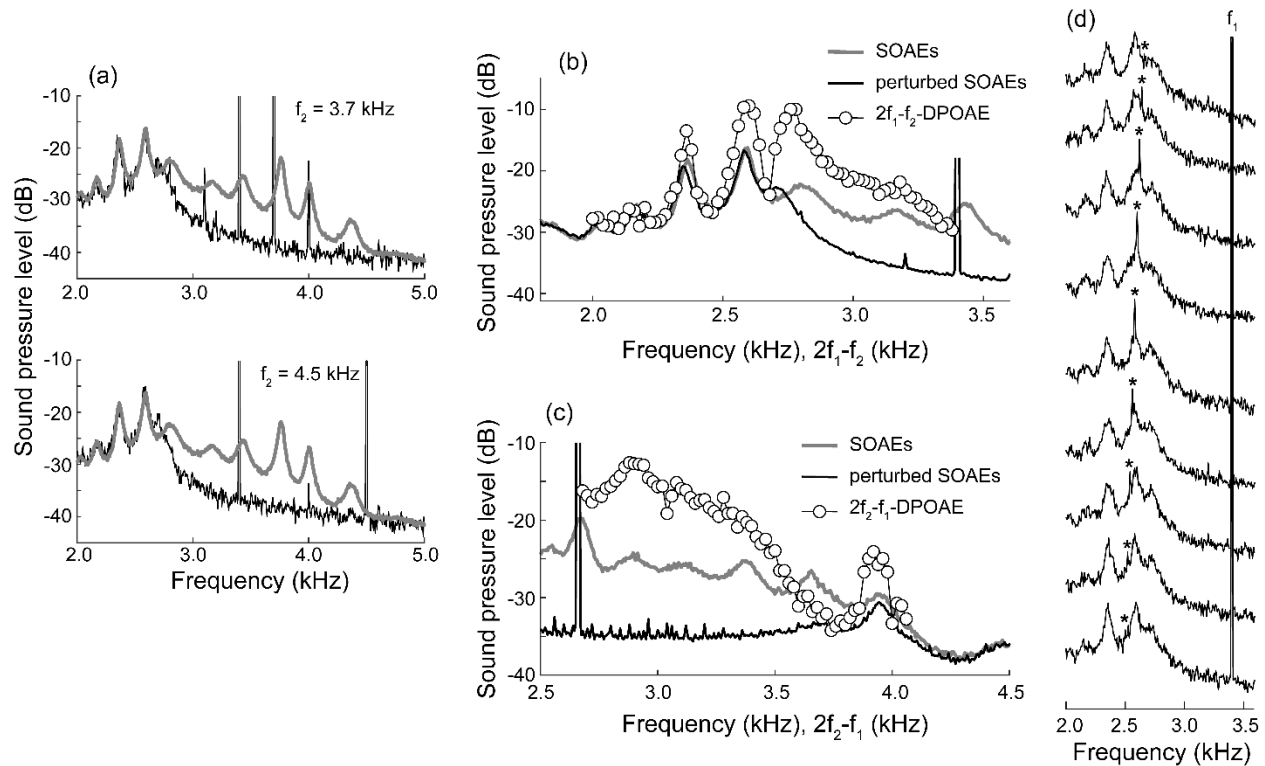 (a)
f2 = 3.7 kHz
Sound pressure level (dB)
-10
-20
-30
-40
2.0 3.0 4.0 5.0
f2 = 4.5 kHz
-10
-20
-30
-40
2.0 3.0 4.0 5.0
Frequency (kHz)
(b)
SOAEs
perturbed SOAEs
2f1-f2-DPOAE
Sound pressure level (dB)
-10
-20
-30
-40
2.0 2.5 3.0 3.5
Frequency (kHz), 2f1-f2 (kHz)
(c)
SOAEs
perturbed SOAEs
2f2-f1-DPOAE
Sound pressure level (dB)
-10
-20
-30
-40
2.5 3.0 3.5 4.0 4.5
Frequency (kHz), 2f2-f1 (kHz)
(d)
f1
*
*
*
*
*
*
*
*
*
2.0 2.5 3.0 3.5
Frequency (kHz)